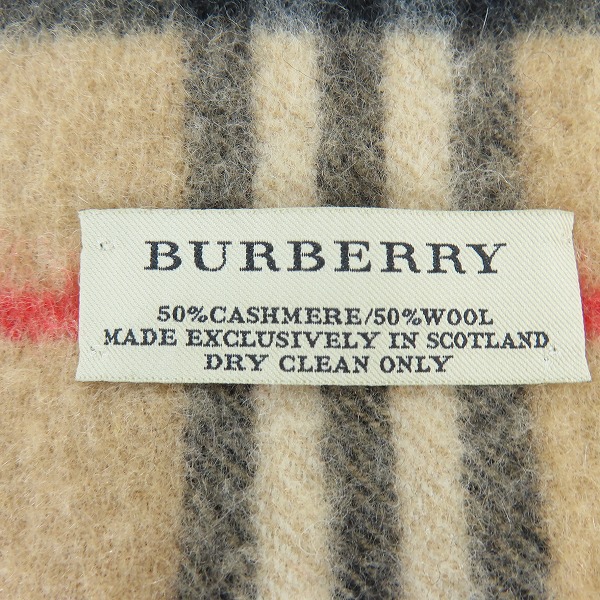 BURBERRY
50%CASHMERE/50%WOOL
MADE EXCLUSIVELY IN SCOTLAND
DRY CLEAN ONLY